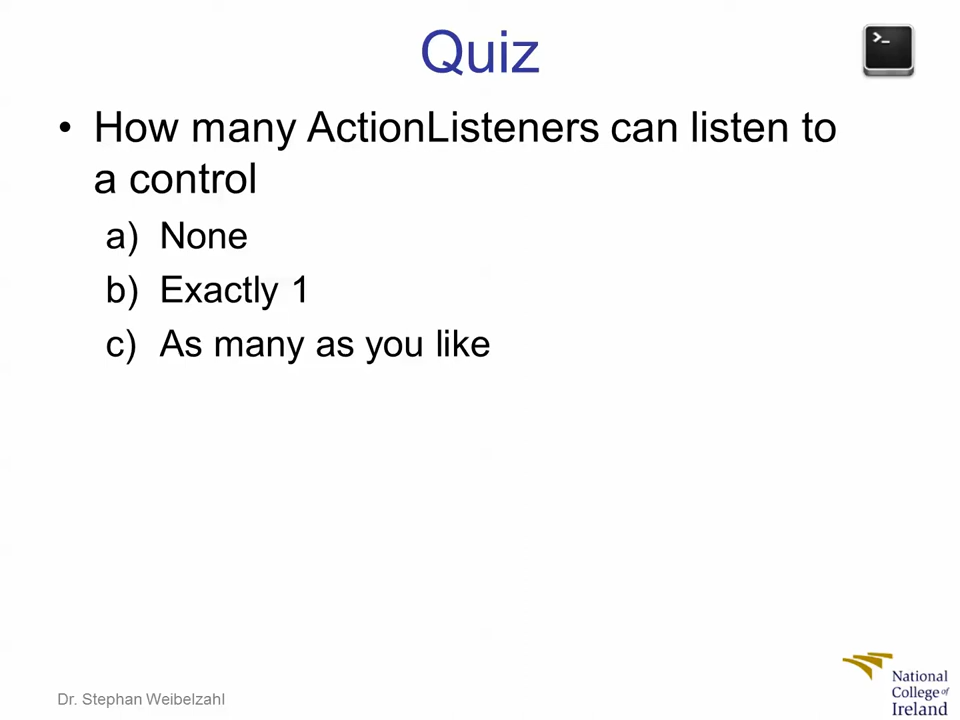 Quiz
• How many ActionListeners can listen to
a control
a) None
b) Exactly 1
c) As many as you like
Dr. Stephan Weibelzahl
National
College of
Ireland